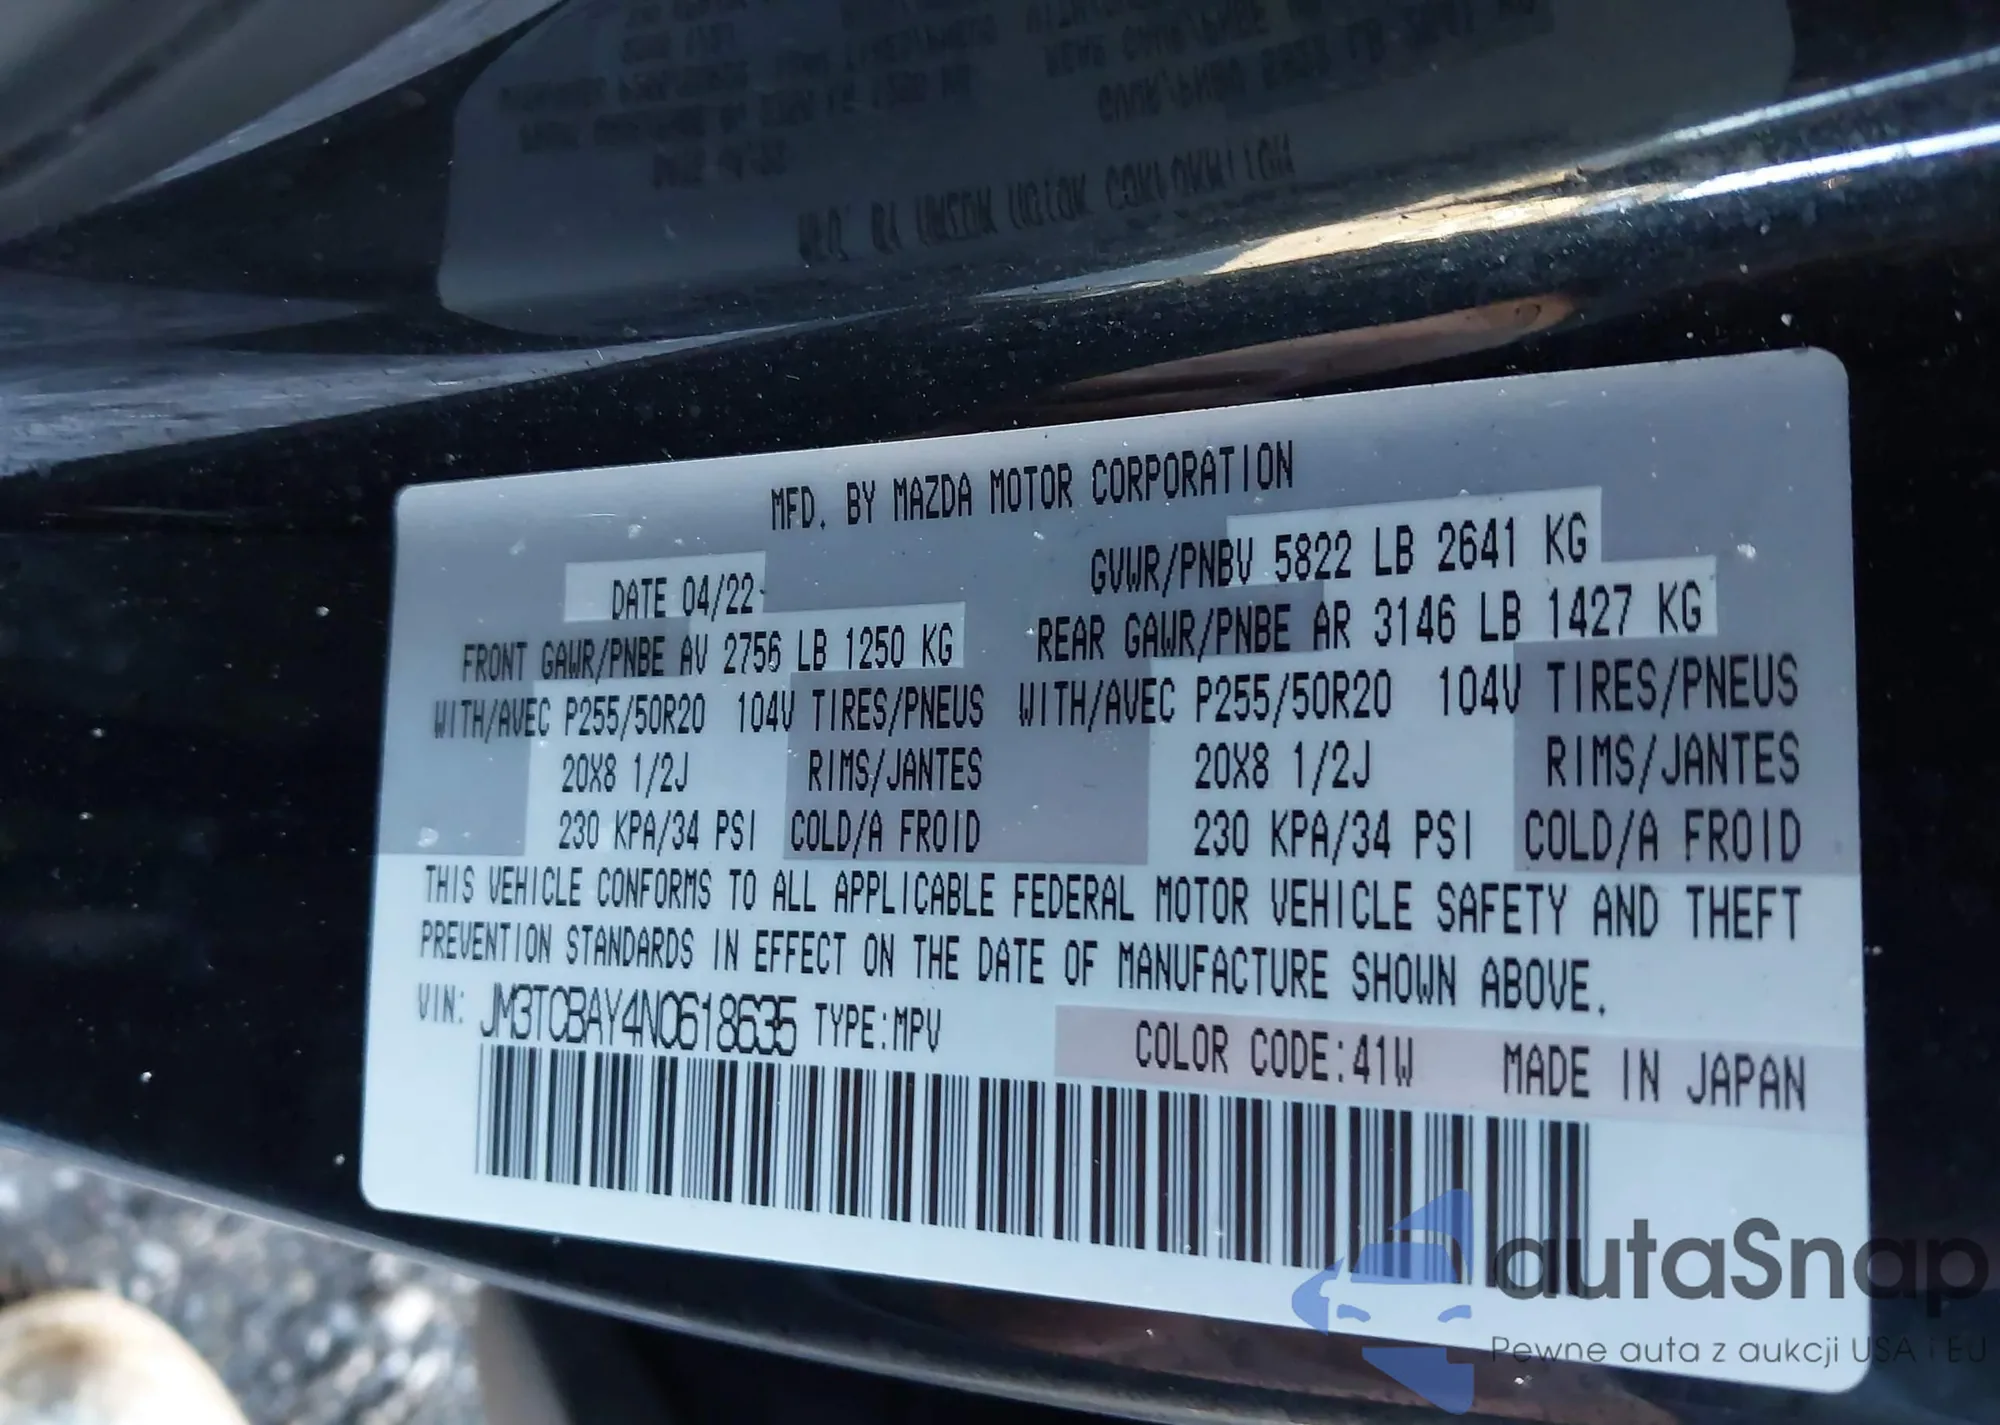 MFD. BY MAZDA MOTOR CORPORATION
DATE 04/22 GVWR/PNBV 5822 LB 2641 KG
FRONT GAWR/PNBE AV 2756 LB 1250 KG REAR GAWR/PNBE AR 3146 LB 1427 KG
WITH/AVEC P255/50R20 104V TIRES/PNEUS WITH/AVEC P255/50R20 104V TIRES/PNEUS
20X8 1/2J RIMS/JANTES 20X8 1/2J RIMS/JANTES
230 KPA/34 PSI COLD/A FROID 230 KPA/34 PSI COLD/A FROID
THIS VEHICLE CONFORMS TO ALL APPLICABLE FEDERAL MOTOR VEHICLE SAFETY AND THEFT
PREVENTION STANDARDS IN EFFECT ON THE DATE OF MANUFACTURE SHOWN ABOVE.
VIN: JM3TCBAY4N0618635 TYPE:MPV COLOR CODE:41W MADE IN JAPAN
autaSnap
Pewne auta z aukcji USA i EU